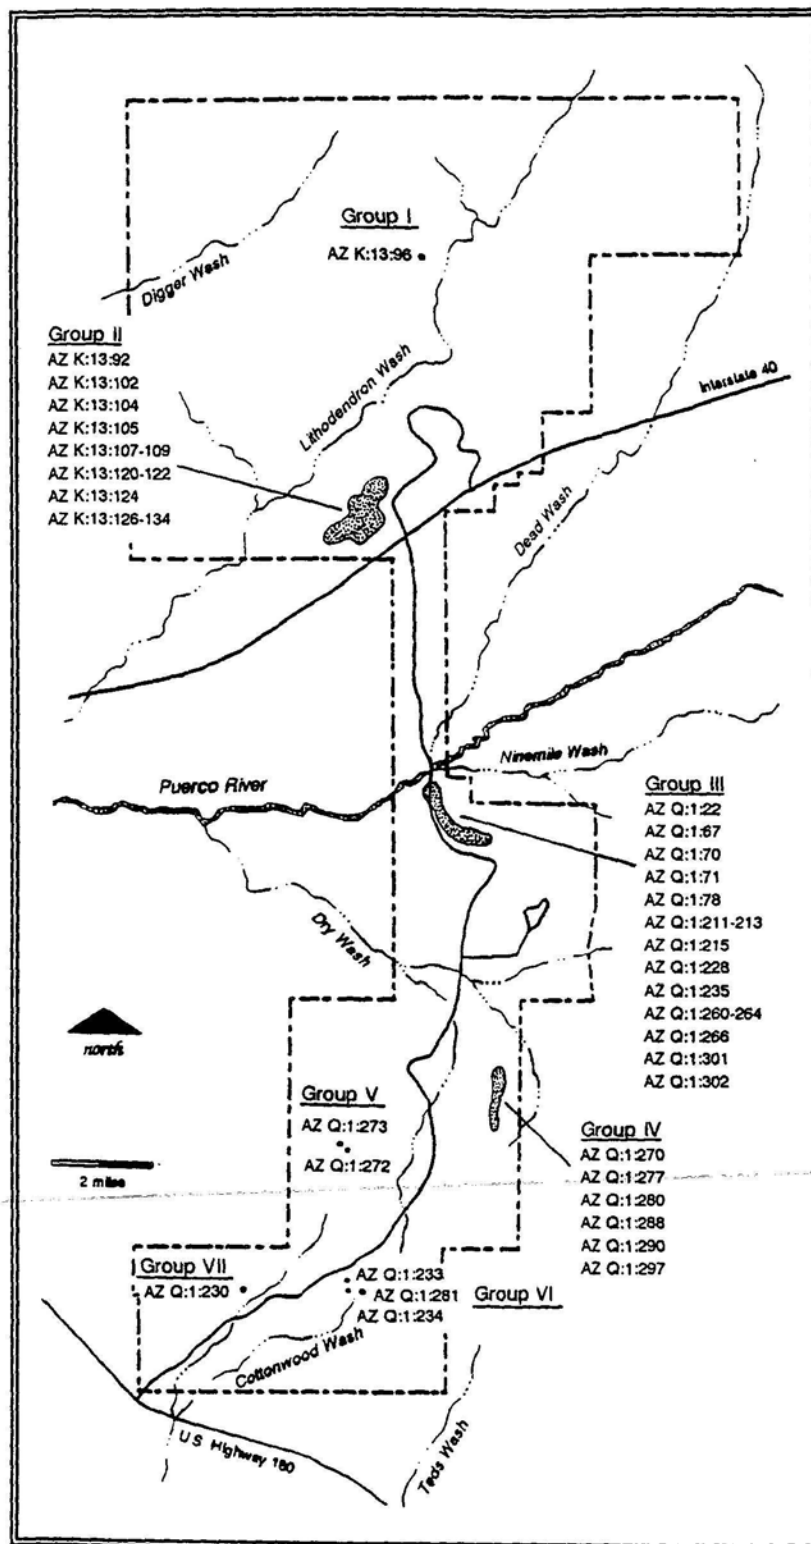 Group I
AZ K:13:96
Digger Wash
Group II
AZ K:13:92
AZ K:13:102
AZ K:13:104
AZ K:13:105
AZ K:13:107-109
AZ K:13:120-122
AZ K:13:124
AZ K:13:126-134
Lithodendron Wash
Interstate 40
Dead Wash
Ninemile Wash
Puerco River
Group III
AZ Q:1:22
AZ Q:1:67
AZ Q:1:70
AZ Q:1:71
AZ Q:1:78
AZ Q:1:211-213
AZ Q:1:215
AZ Q:1:228
AZ Q:1:235
AZ Q:1:260-264
AZ Q:1:266
AZ Q:1:301
AZ Q:1:302
Dry Wash
north
Group V
AZ Q:1:273
AZ Q:1:272
2 miles
Group IV
AZ Q:1:270
AZ Q:1:277
AZ Q:1:280
AZ Q:1:288
AZ Q:1:290
AZ Q:1:297
Group VII
AZ Q:1:230
AZ Q:1:233
AZ Q:1:281
AZ Q:1:234
Group VI
Cottonwood Wash
U.S. Highway 180
Teds Wash